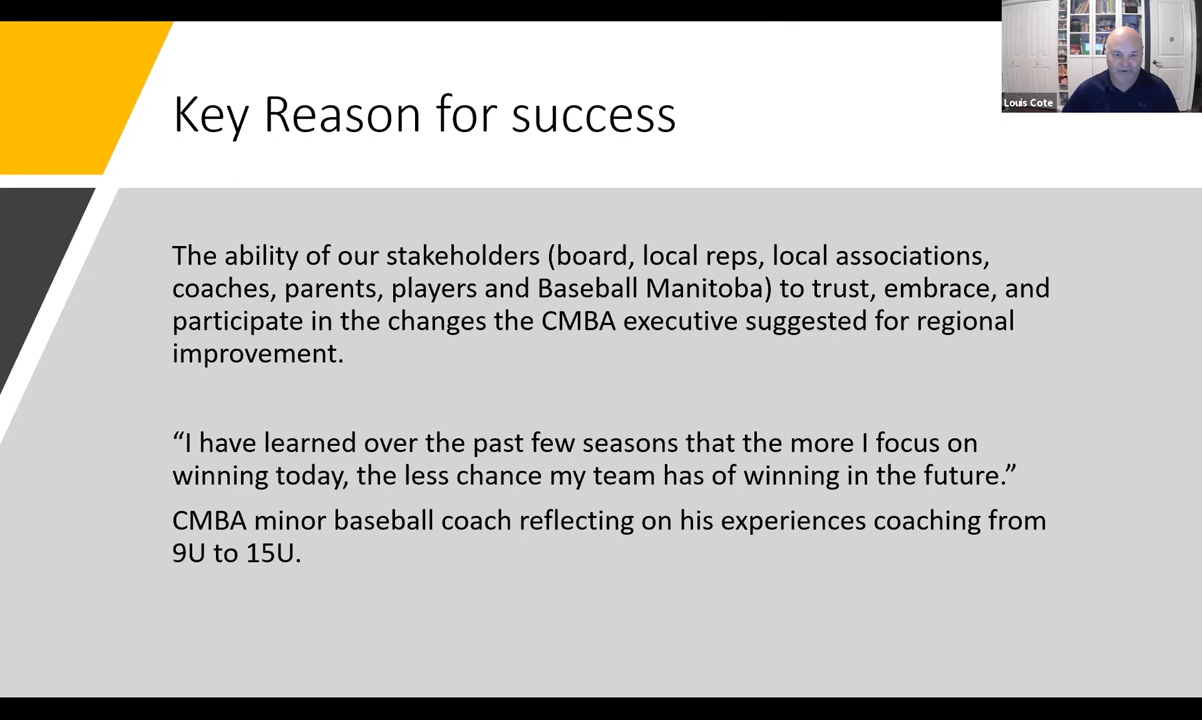 Key Reason for success
Louis Cote
The ability of our stakeholders (board, local reps, local associations,
coaches, parents, players and Baseball Manitoba) to trust, embrace, and
participate in the changes the CMBA executive suggested for regional
improvement.
“I have learned over the past few seasons that the more I focus on
winning today, the less chance my team has of winning in the future.”
CMBA minor baseball coach reflecting on his experiences coaching from
9U to 15U.